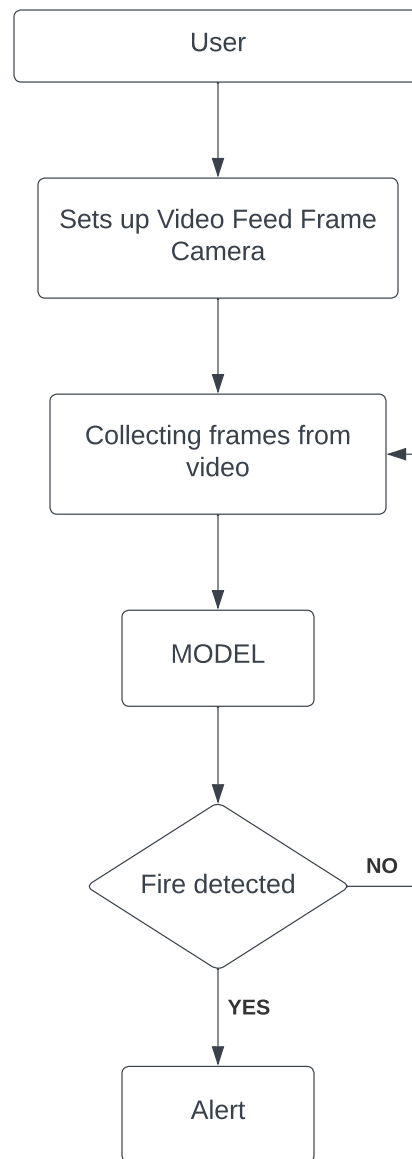 User
Sets up Video Feed Frame
Camera
Collecting frames from
video
MODEL
Fire detected
NO
YES
Alert